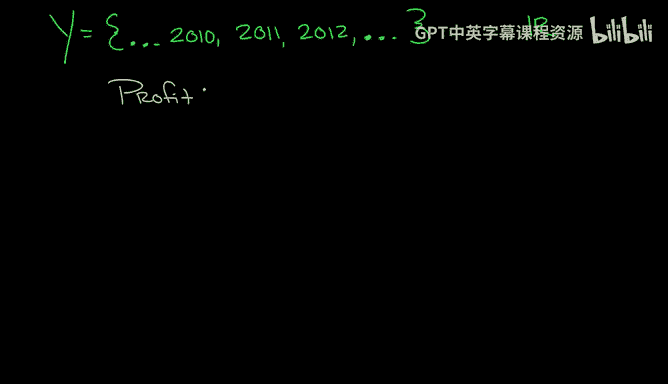 Y = {... 2010, 2011, 2012, ... } ℝ
GPT中英字幕课程资源 bilibili
Profit